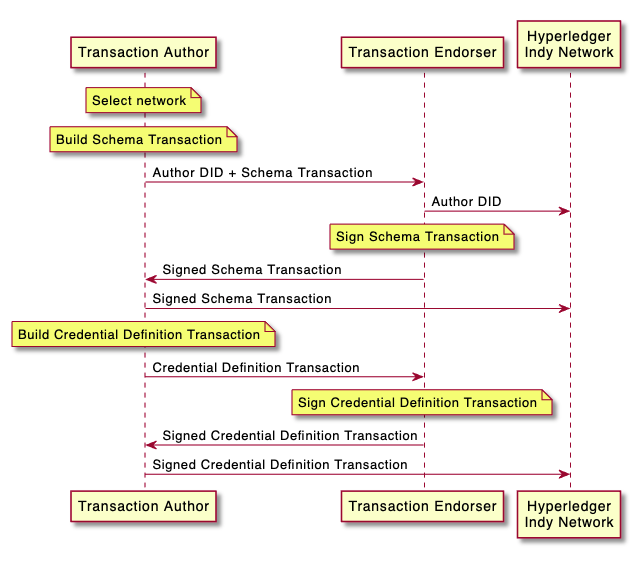 Transaction Author
Transaction Endorser
Hyperledger
Indy Network
Select network
Build Schema Transaction
Author DID + Schema Transaction
Author DID
Sign Schema Transaction
Signed Schema Transaction
Signed Schema Transaction
Build Credential Definition Transaction
Credential Definition Transaction
Sign Credential Definition Transaction
Signed Credential Definition Transaction
Signed Credential Definition Transaction
Transaction Author
Transaction Endorser
Hyperledger
Indy Network